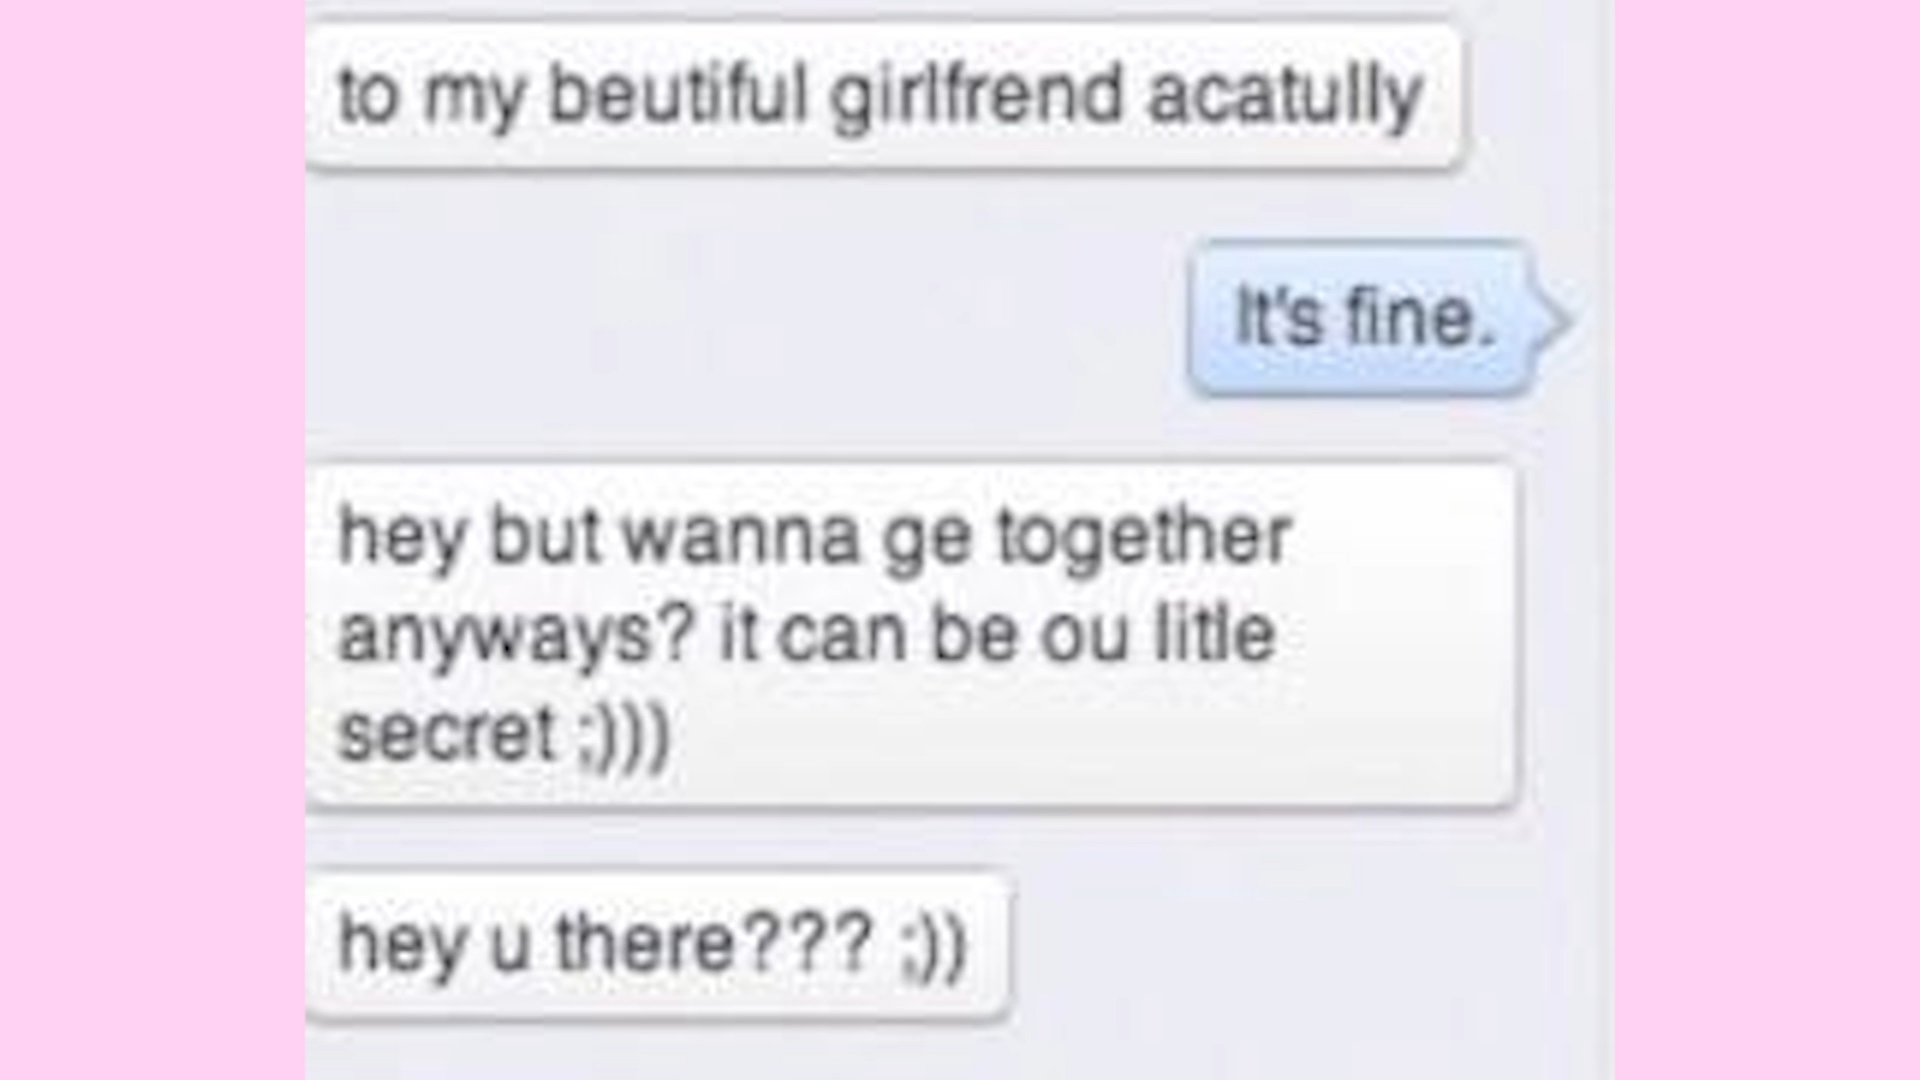 to my beutiful girlfrend acatully
It's fine.
hey but wanna ge together
anyways? it can be ou litle
secret ;)))
hey u there??? ;))